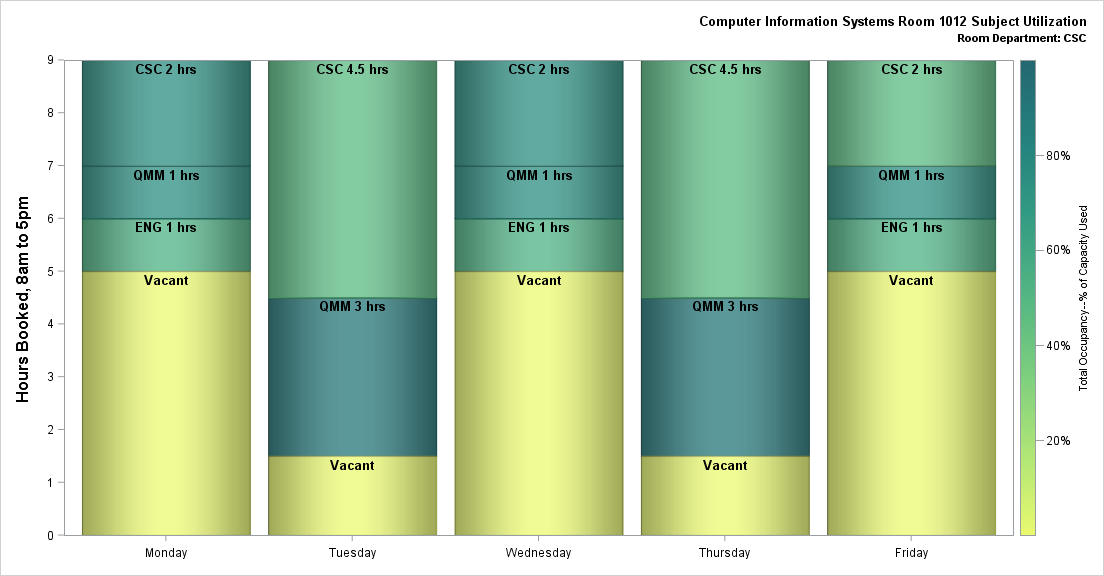 Computer Information Systems Room 1012 Subject Utilization
Room Department: CSC
Hours Booked, 8am to 5pm
9
8
7
6
5
4
3
2
1
0
CSC 2 hrs
QMM 1 hrs
ENG 1 hrs
Vacant
Monday
CSC 4.5 hrs
QMM 3 hrs
Vacant
Tuesday
CSC 2 hrs
QMM 1 hrs
ENG 1 hrs
Vacant
Wednesday
CSC 4.5 hrs
QMM 3 hrs
Vacant
Thursday
CSC 2 hrs
QMM 1 hrs
ENG 1 hrs
Vacant
Friday
80%
60%
40%
20%
Total Occupancy--% of Capacity Used